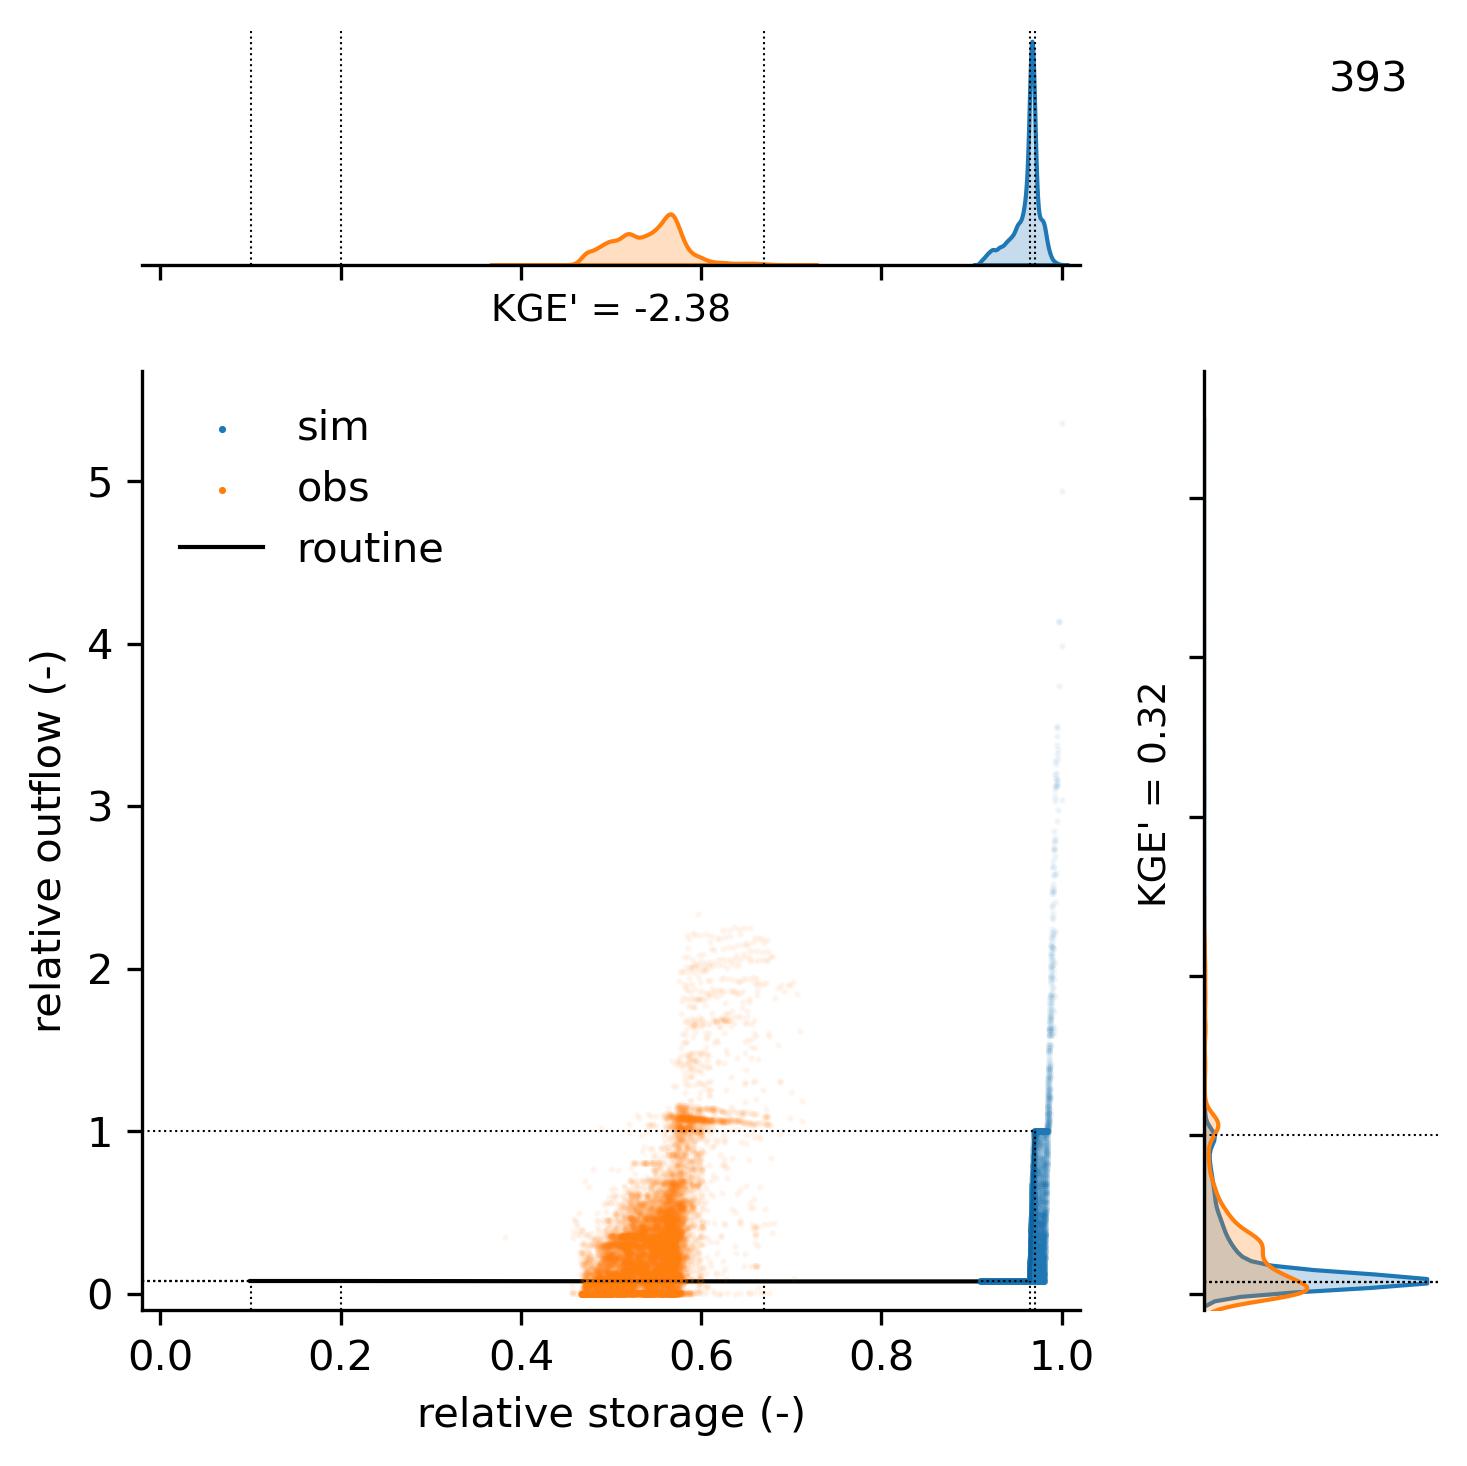 393
KGE' = -2.38
sim
obs
routine
5
4
3
2
1
0
relative outflow (-)
KGE' = 0.32
0.0 0.2 0.4 0.6 0.8 1.0
relative storage (-)